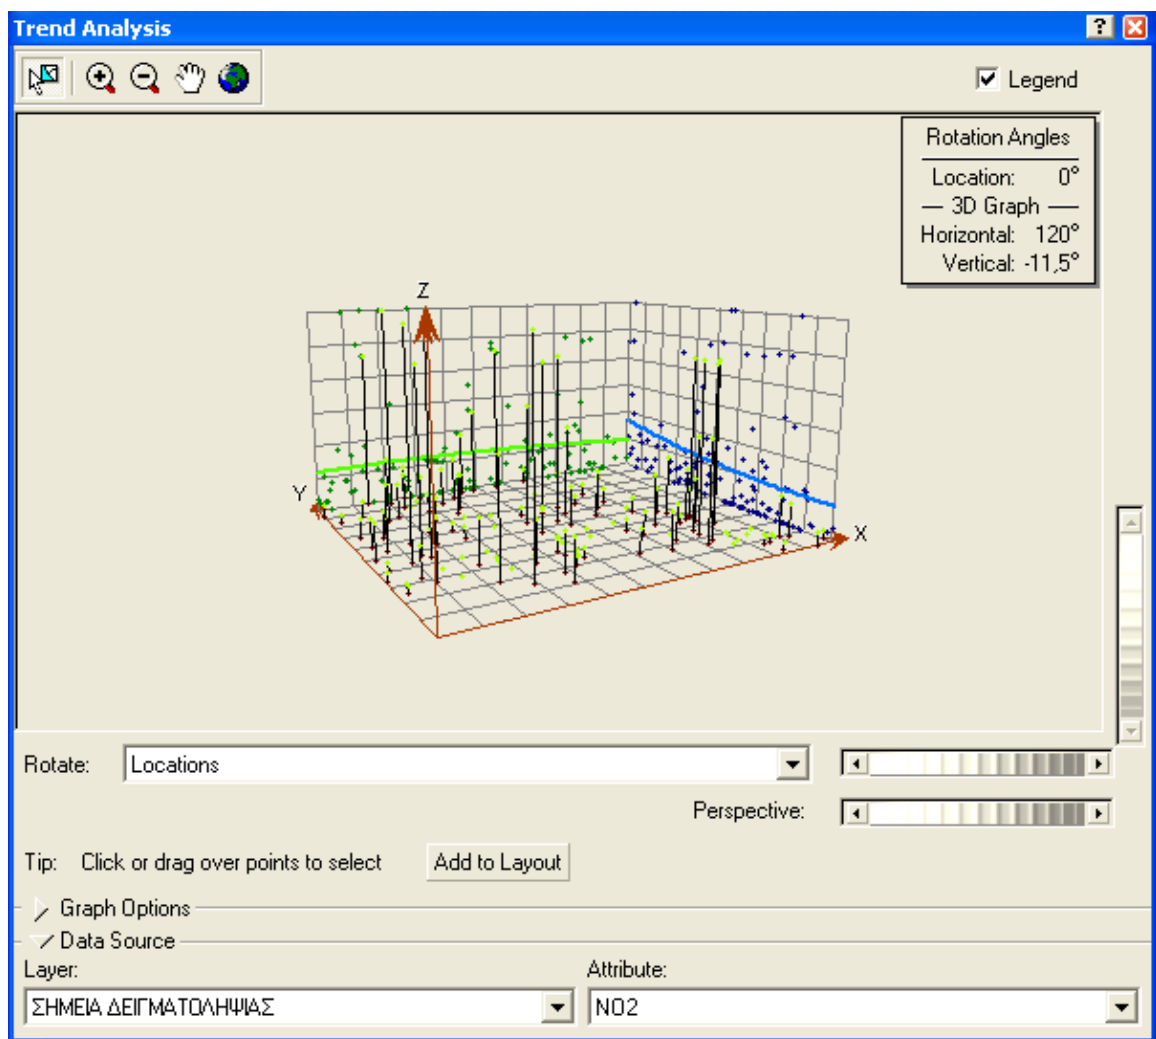 Trend Analysis
Legend
Rotation Angles
Location: 0°
3D Graph
Horizontal: 120°
Vertical: -11,5°
Z
Y
X
Rotate: Locations
Perspective:
Tip: Click or drag over points to select Add to Layout
Graph Options
Data Source
Layer: Attribute:
ΣΗΜΕΙΑ ΔΕΙΓΜΑΤΟΛΗΨΙΑΣ NO2